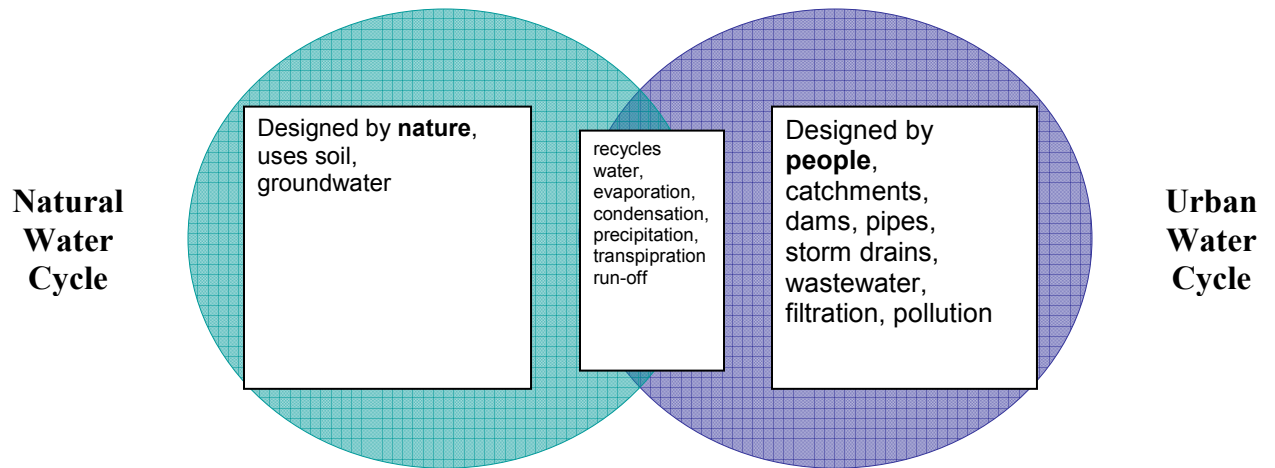 Natural
Water
Cycle
Designed by nature,
uses soil,
groundwater
recycles
water,
evaporation,
condensation,
precipitation,
transpipration
run-off
Designed by
people,
catchments,
dams, pipes,
storm drains,
wastewater,
filtration, pollution
Urban
Water
Cycle